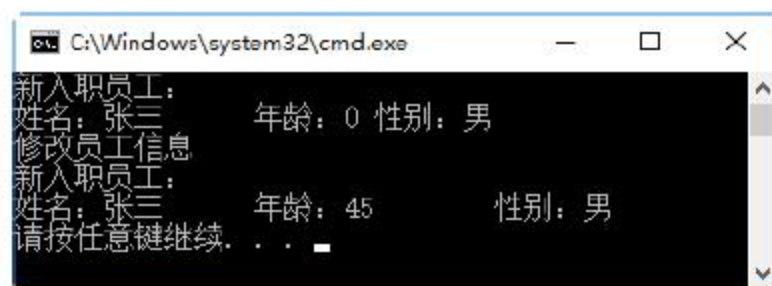 C:\Windows\system32\cmd.exe
新入职员工：
姓名：张三 年龄：0 性别：男
修改员工信息
新入职员工：
姓名：张三 年龄：45 性别：男
请按任意键继续. . .